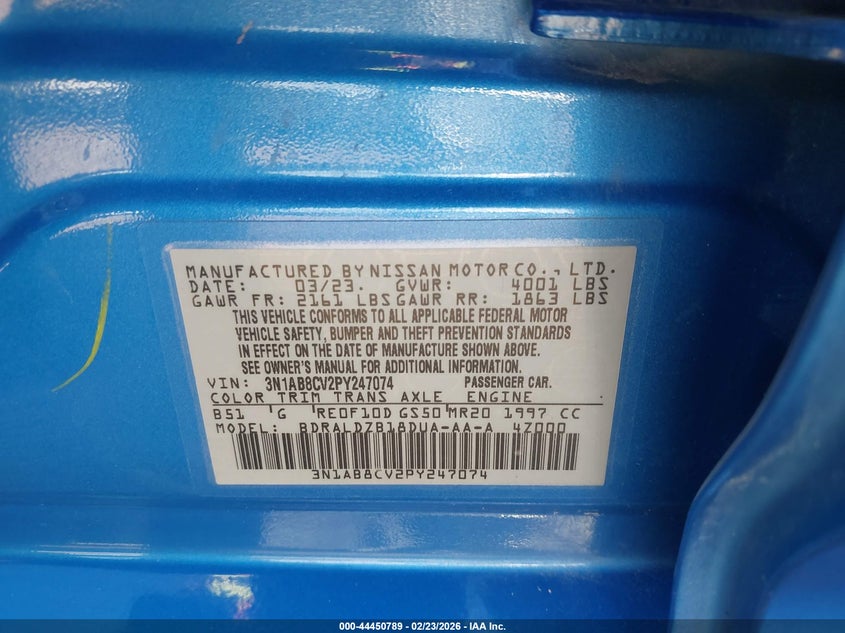 MANUFACTURED BY NISSAN MOTOR CO., LTD.
DATE: 03/23. GVWR: 4001 LBS
GAWR FR: 2161 LBS GAWR RR: 1863 LBS
THIS VEHICLE CONFORMS TO ALL APPLICABLE FEDERAL MOTOR
VEHICLE SAFETY, BUMPER AND THEFT PREVENTION STANDARDS
IN EFFECT ON THE DATE OF MANUFACTURE SHOWN ABOVE.
SEE OWNER'S MANUAL FOR ADDITIONAL INFORMATION.
VIN: 3N1AB8CV2PY247074 PASSENGER CAR.
COLOR TRIM TRANS AXLE ENGINE
B51 G RE0F10D GS50 MR20 1997 CC
MODEL: BDRALDZB18DUA-AA-A 4Z000
3N1AB8CV2PY247074
000-44450789 - 02/23/2026 - IAA Inc.